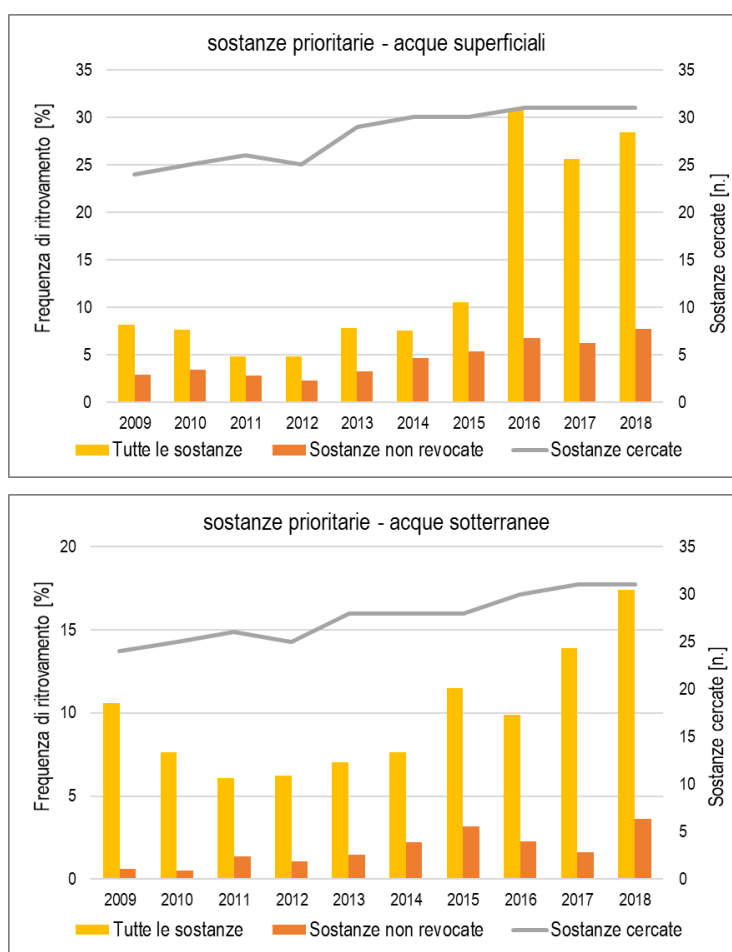 sostanze prioritarie - acque superficiali
Frequenza di ritrovamento [%]
35
30
25
20
15
10
5
0
35
30
25
20
15
10
5
0
Sostanze cercate [n.]
2009 2010 2011 2012 2013 2014 2015 2016 2017 2018
Tutte le sostanze Sostanze non revocate Sostanze cercate
sostanze prioritarie - acque sotterranee
Frequenza di ritrovamento [%]
20
15
10
5
0
35
30
25
20
15
10
5
0
Sostanze cercate [n.]
2009 2010 2011 2012 2013 2014 2015 2016 2017 2018
Tutte le sostanze Sostanze non revocate Sostanze cercate